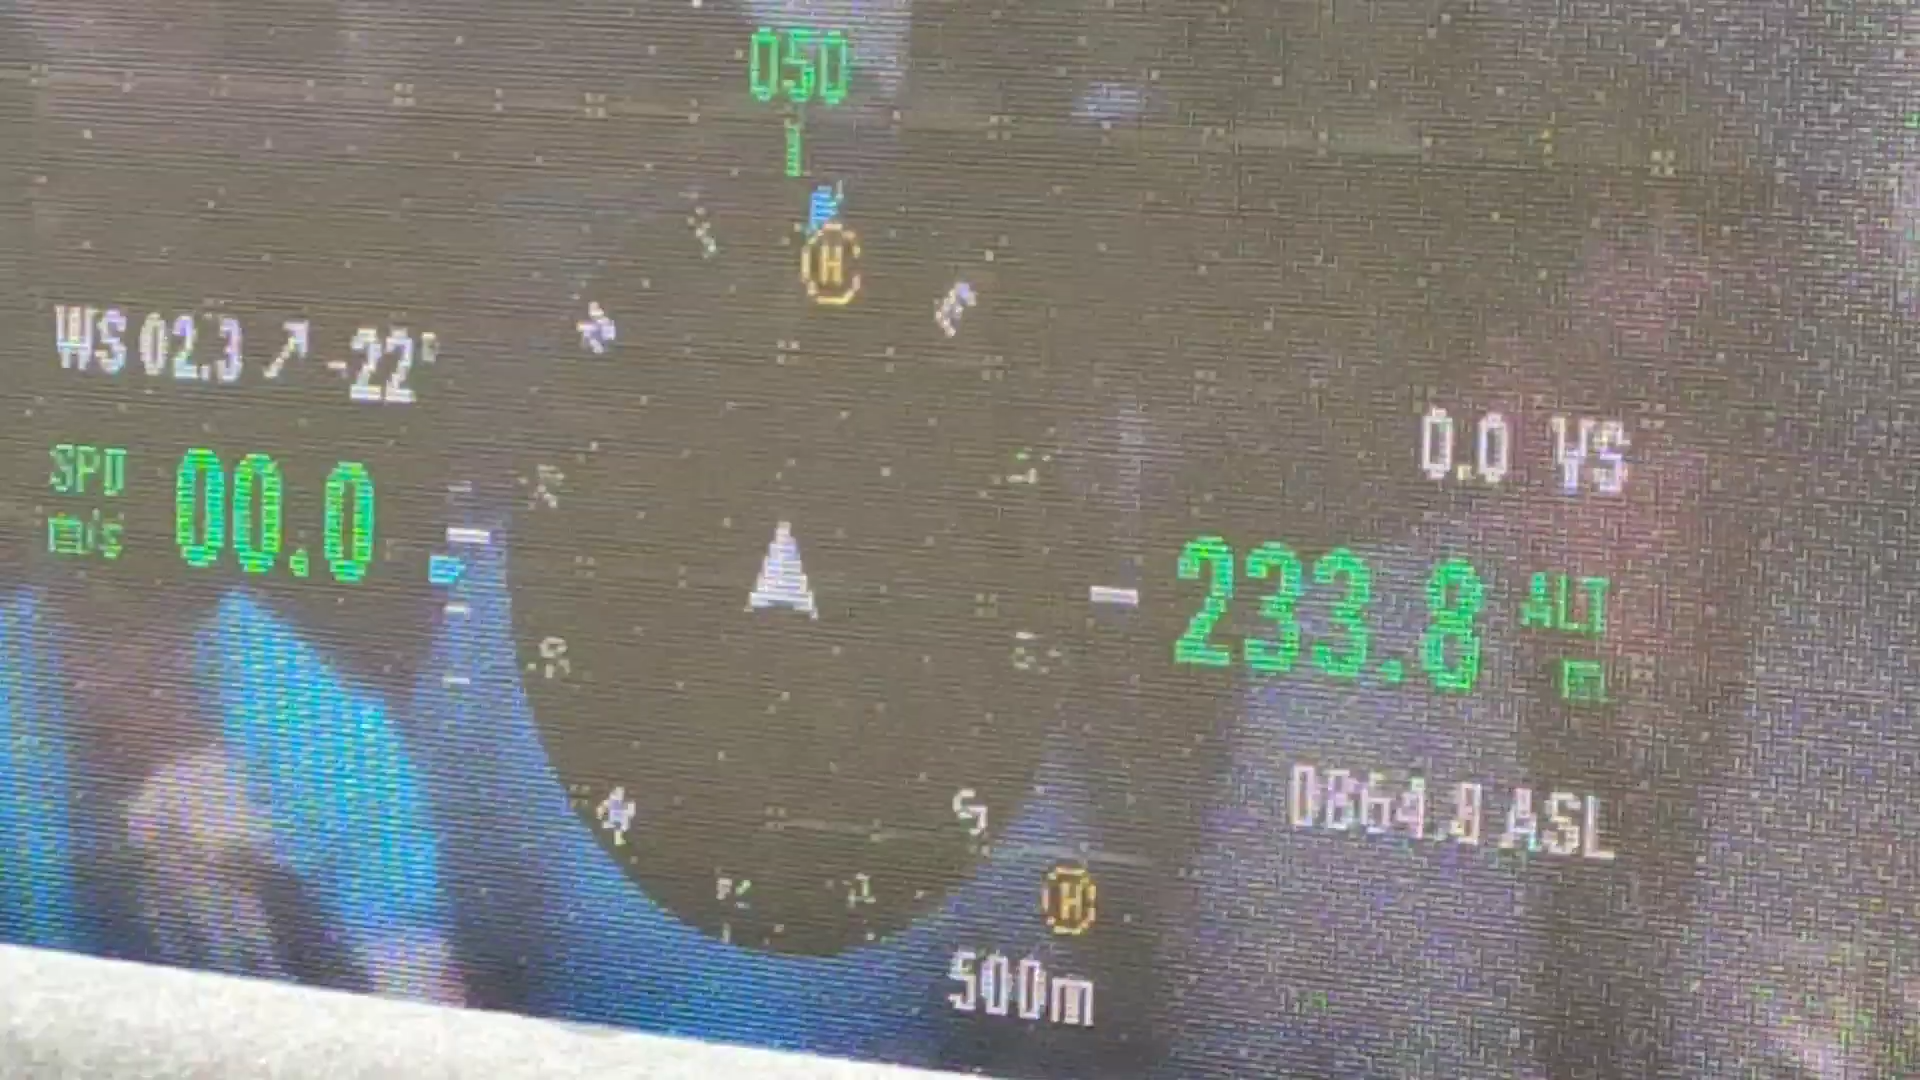 050
N
H
E
WS 02.3 ↗ -22°
0.0 VS
SPD 00.0
m/s
233.8 ALT
m
W
S
0864.8 ASL
H
500m